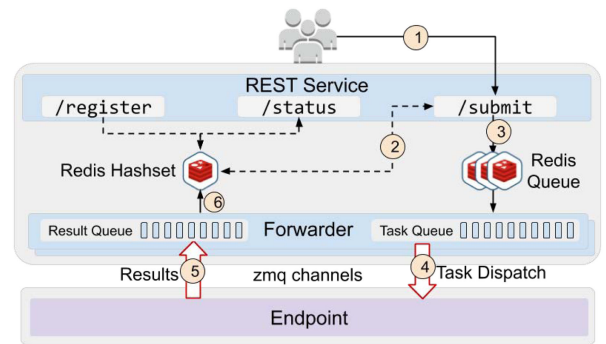 1
REST Service
/register
/status
/submit
2
3
Redis Hashset
Redis
Queue
6
Result Queue
Forwarder
Task Queue
Results
5
zmq channels
4
Task Dispatch
Endpoint